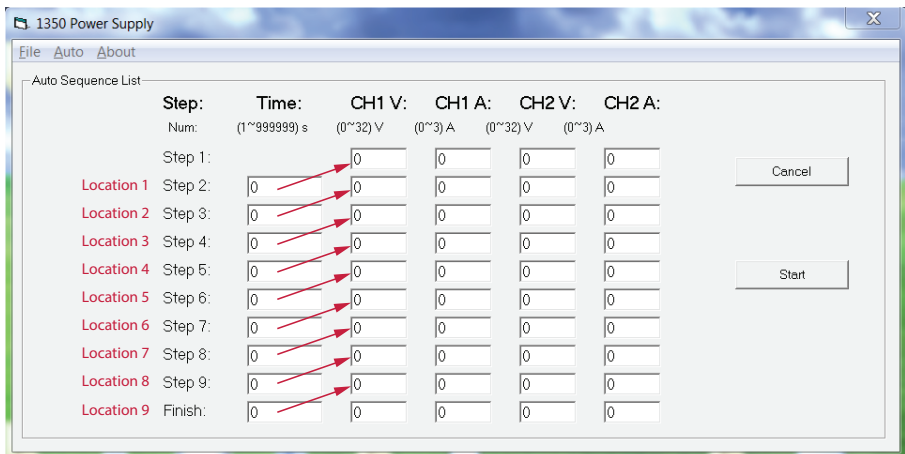 1350 Power Supply X
File Auto About
Auto Sequence List
Step: Time: CH1 V: CH1 A: CH2 V: CH2 A:
Num: (1~999999) s (0~32) V (0~3) A (0~32) V (0~3) A
Step 1: 0 0 0 0
Cancel
Location 1 Step 2: 0 0 0 0 0
Location 2 Step 3: 0 0 0 0 0
Location 3 Step 4: 0 0 0 0 0
Location 4 Step 5: 0 0 0 0 0
Start
Location 5 Step 6: 0 0 0 0 0
Location 6 Step 7: 0 0 0 0 0
Location 7 Step 8: 0 0 0 0 0
Location 8 Step 9: 0 0 0 0 0
Location 9 Finish: 0 0 0 0 0